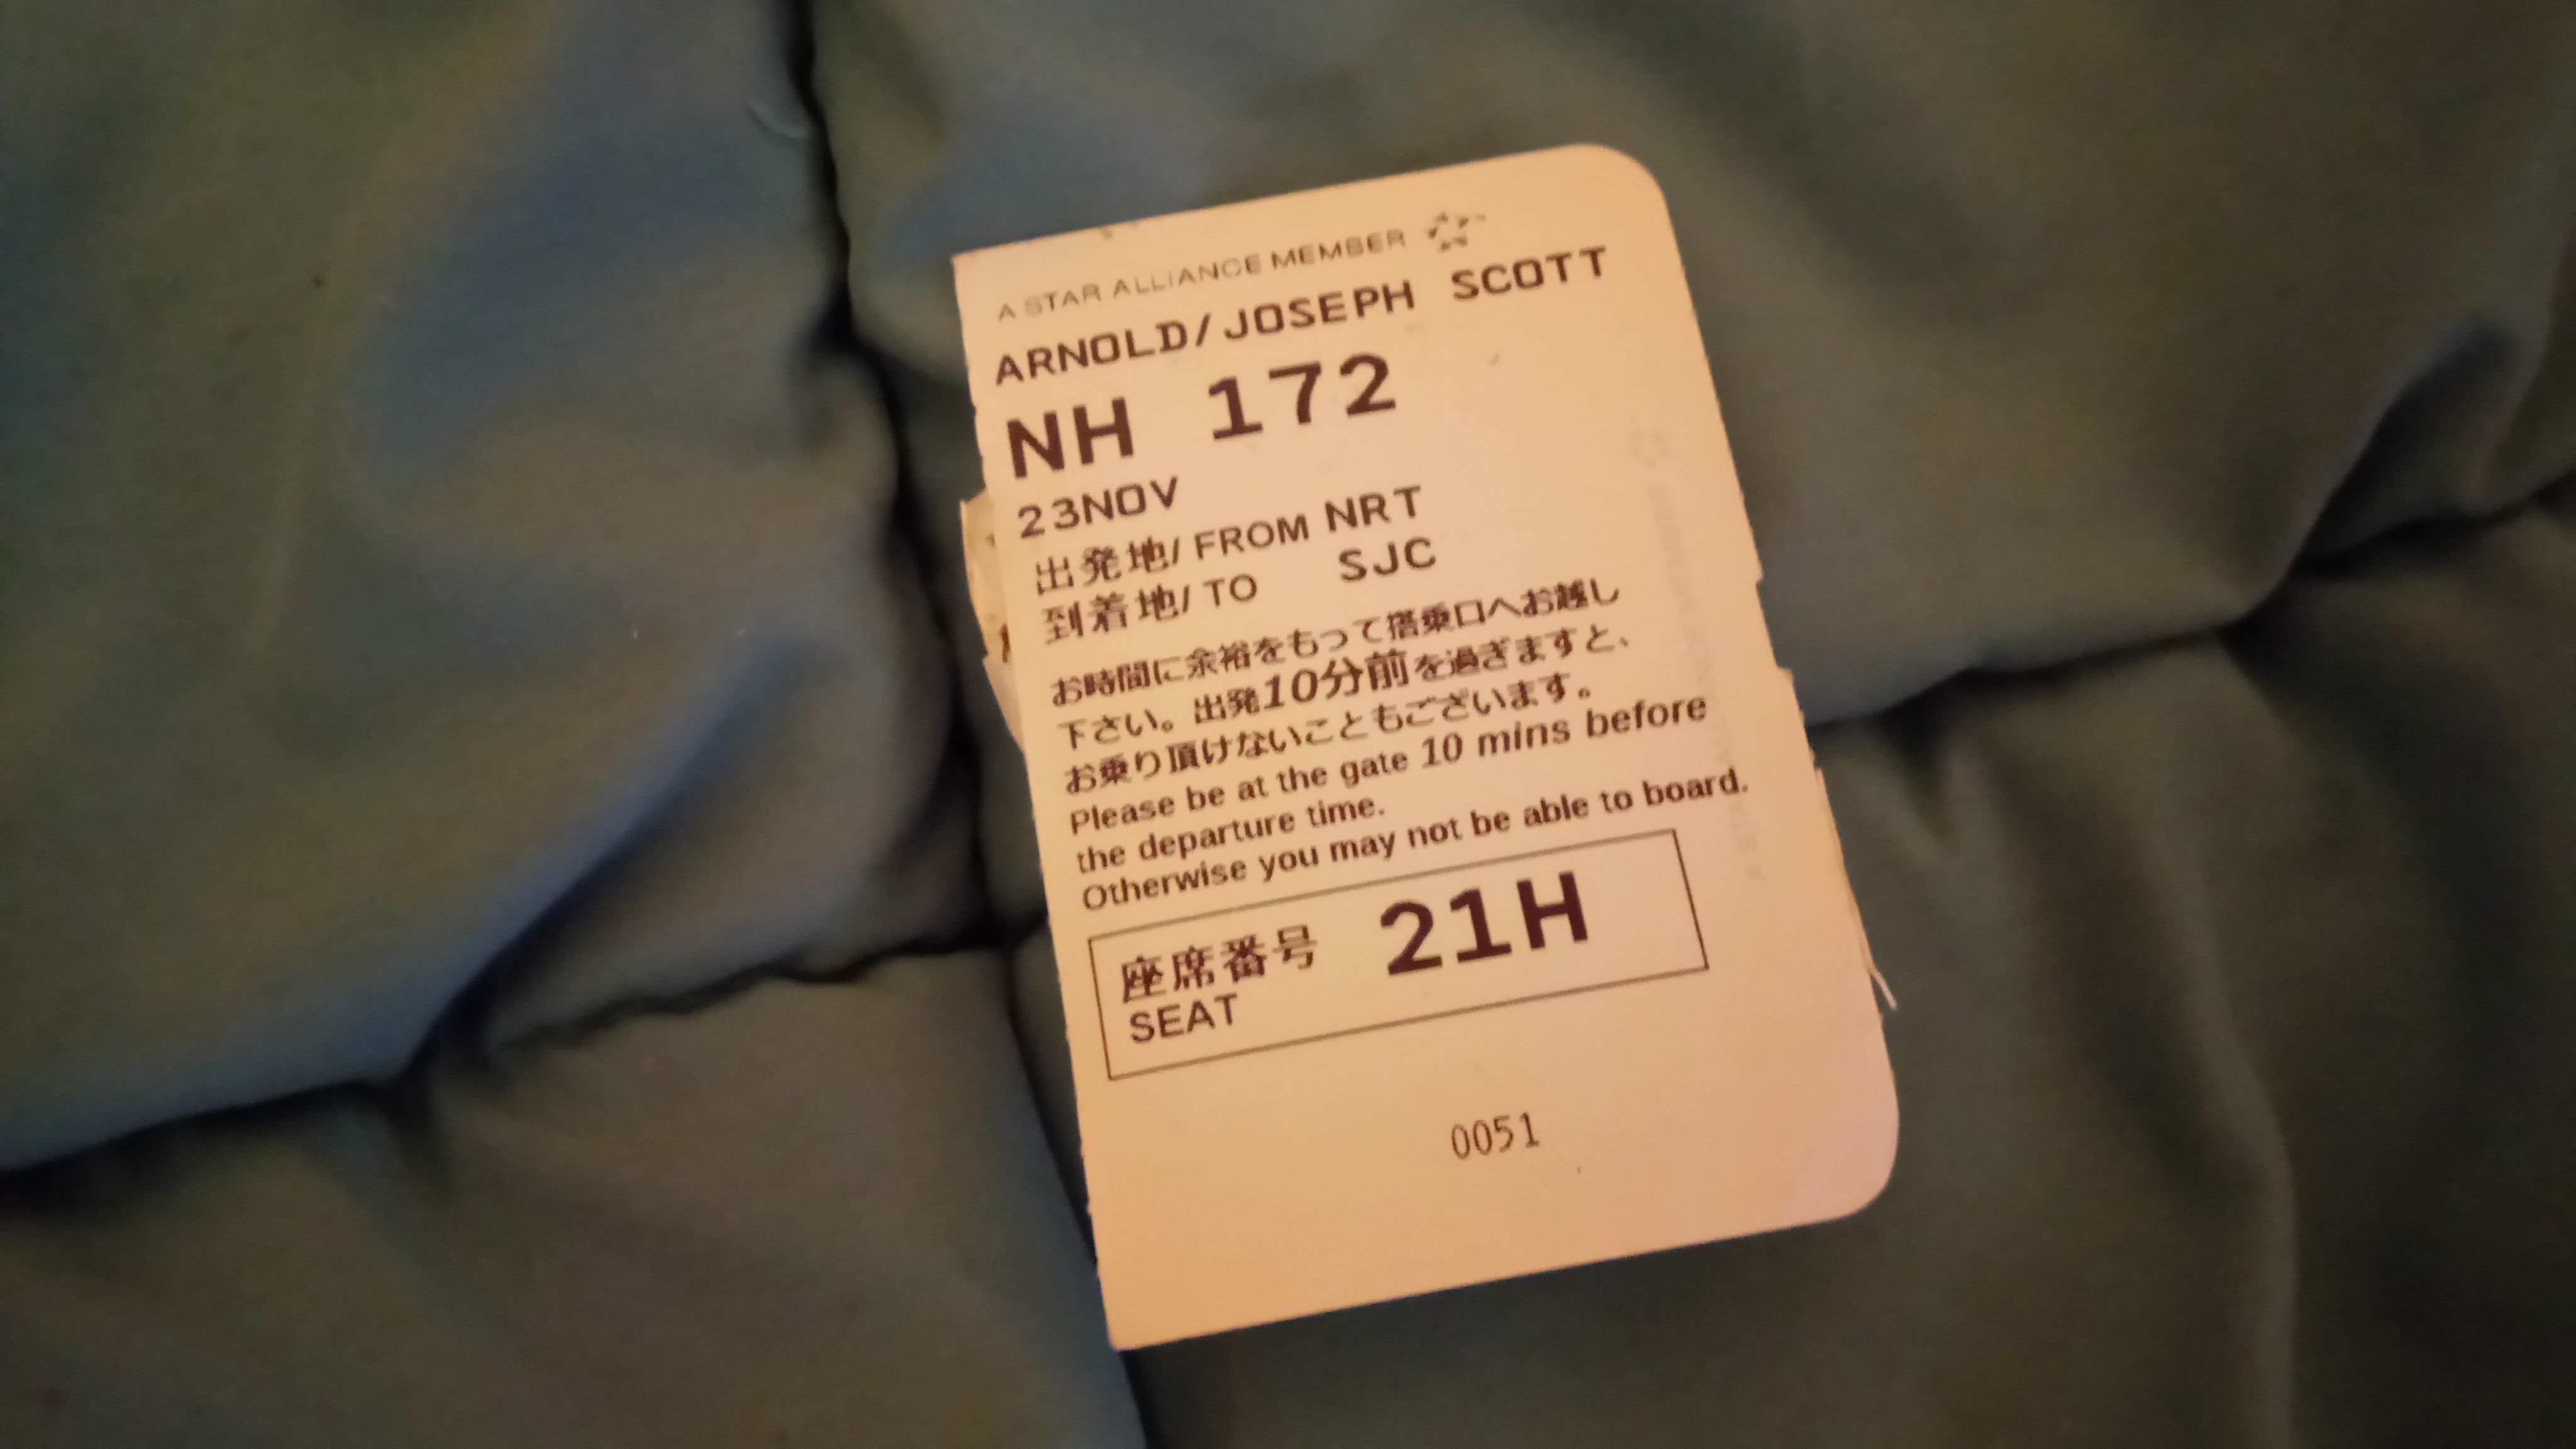 A STAR ALLIANCE MEMBER
ARNOLD/JOSEPH SCOTT
NH 172
23NOV
出発地/ FROM NRT
到着地/ TO SJC
お時間に余裕をもって搭乗口へお越し
下さい。出発10分前を過ぎますと、
お乗り頂けないこともございます。
Please be at the gate 10 mins before
the departure time.
Otherwise you may not be able to board.
座席番号 21H
SEAT
0051